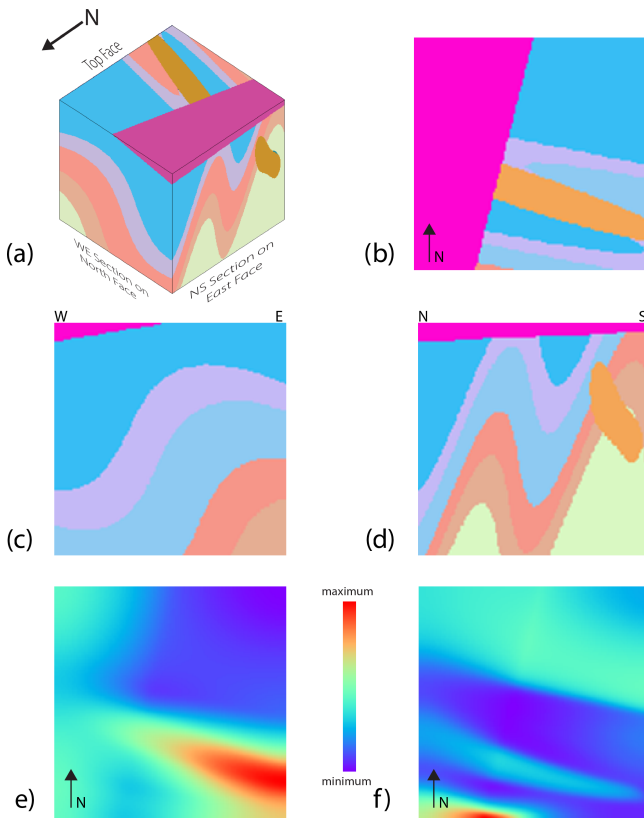 N
Top Face
WE Section on
North Face
NS Section on
East Face
(a)
N
(b)
W E
N S
(c)
(d)
maximum
minimum
N
e)
N
f)